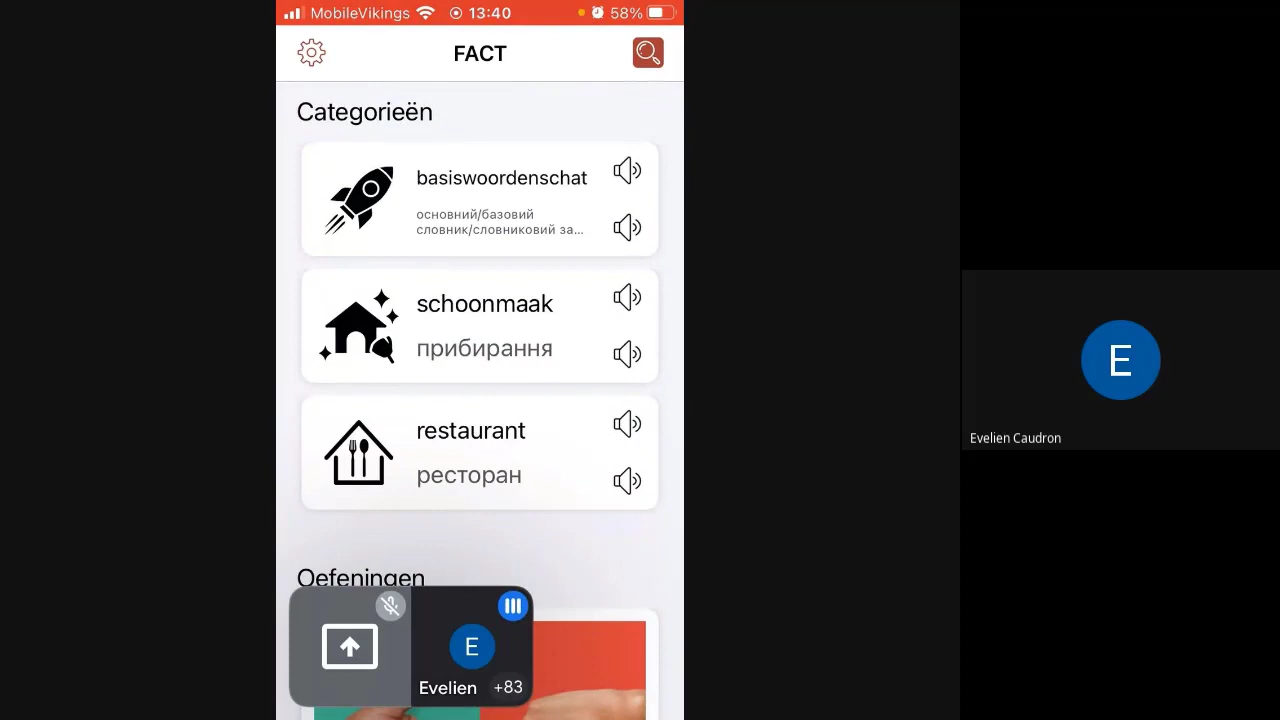 MobileVikings 13:40 58%
FACT
Categorieën
basiswoordenschat
основний/базовий
словник/словниковий за...
schoonmaak
прибирання
restaurant
ресторан
Oefeningen
E
Evelien +83
E
Evelien Caudron